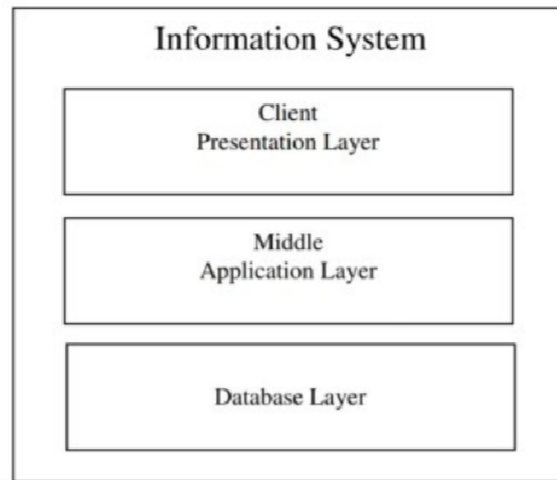 Information System
Client
Presentation Layer
Middle
Application Layer
Database Layer